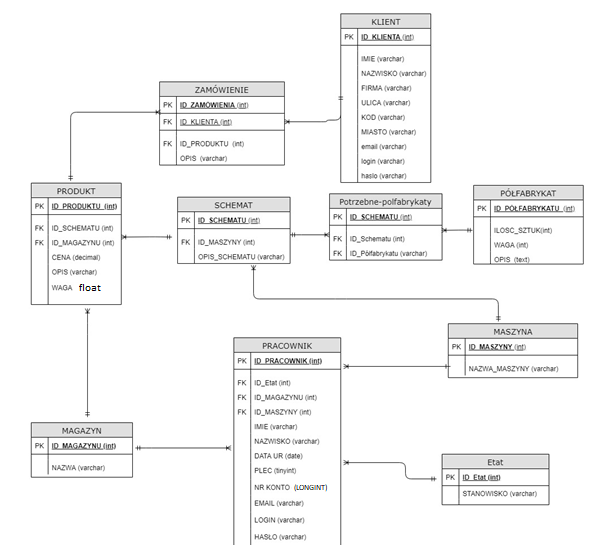 KLIENT
PK ID_KLIENTA (int)
IMIE (varchar)
NAZWISKO (varchar)
FIRMA (varchar)
ULICA (varchar)
KOD (varchar)
MIASTO (varchar)
email (varchar)
login (varchar)
haslo (varchar)
ZAMÓWIENIE
PK ID_ZAMÓWIENIA (int)
FK ID_KLIENTA (int)
FK ID_PRODUKTU (int)
OPIS (varchar)
PRODUKT
PK ID_PRODUKTU (int)
FK ID_SCHEMATU (int)
FK ID_MAGAZYNU (int)
CENA (decimal)
OPIS (varchar)
WAGA float
SCHEMAT
PK ID_SCHEMATU (int)
FK ID_MASZYNY (int)
OPIS_SCHEMATU (varchar)
Potrzebne-polfabrykaty
PK ID_SCHEMATU (int)
FK ID_Schematu (int)
FK ID_Półfabrykatu (int)
PÓŁFABRYKAT
PK ID_PÓŁFABRYKATU (int)
ILOSC_SZTUK(int)
WAGA (int)
OPIS (text)
MASZYNA
PK ID_MASZYNY (int)
NAZWA_MASZYNY (varchar)
PRACOWNIK
PK ID_PRACOWNIK (int)
FK ID_Etat (int)
FK ID_MAGAZYNU (int)
FK ID_MASZYNY (int)
IMIE (varchar)
NAZWISKO (varchar)
DATA UR (date)
PLEC (tinyint)
NR KONTO (LONGINT)
EMAIL (varchar)
LOGIN (varchar)
HASŁO (varchar)
MAGAZYN
PK ID_MAGAZYNU (int)
NAZWA (varchar)
Etat
PK ID_Etat (int)
STANOWISKO (varchar)